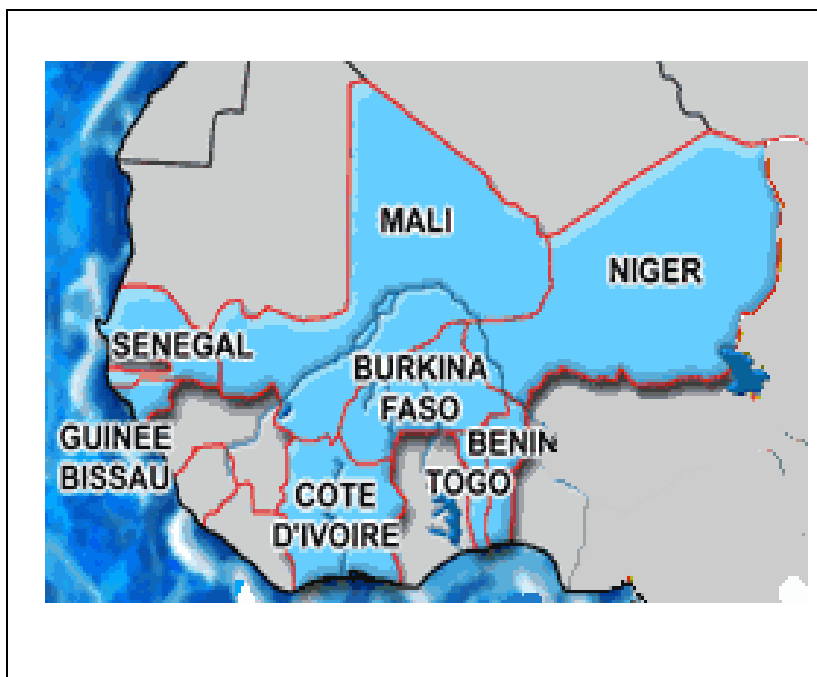 MALI
NIGER
SENEGAL
BURKINA
FASO
GUINEE
BISSAU
BENIN
TOGO
COTE
D'IVOIRE